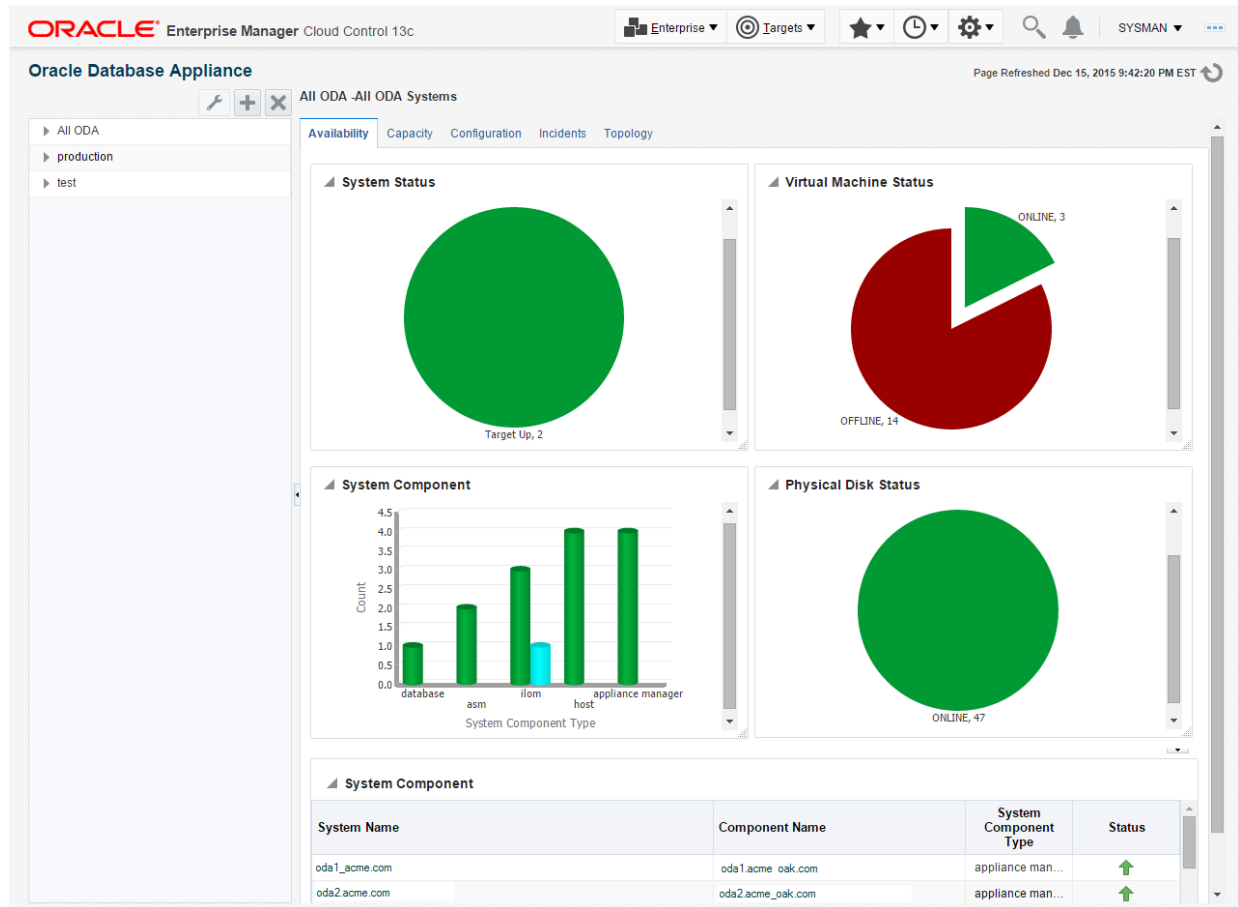 ORACLE Enterprise Manager Cloud Control 13c
Enterprise
Targets
SYSMAN
Oracle Database Appliance
Page Refreshed Dec 15, 2015 9:42:20 PM EST
All ODA -All ODA Systems
All ODA
production
test
Availability Capacity Configuration Incidents Topology
System Status
Target Up, 2
Virtual Machine Status
ONLINE, 3
OFFLINE, 14
System Component
4.5
4.0
3.5
3.0
2.5
2.0
1.5
1.0
0.5
0.0
Count
database
asm
ilom
host
appliance manager
System Component Type
Physical Disk Status
ONLINE, 47
System Component
System Name Component Name System Component Type Status
oda1_acme.com oda1.acme oak.com appliance man...
oda2.acme.com oda2.acme_oak.com appliance man...